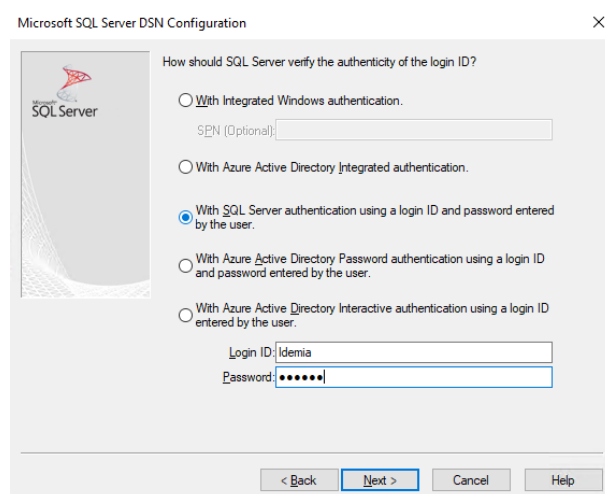 Microsoft SQL Server DSN Configuration
How should SQL Server verify the authenticity of the login ID?
Microsoft
SQL Server
With Integrated Windows authentication.
SPN (Optional):
With Azure Active Directory Integrated authentication.
With SQL Server authentication using a login ID and password entered
by the user.
With Azure Active Directory Password authentication using a login ID
and password entered by the user.
With Azure Active Directory Interactive authentication using a login ID
entered by the user.
Login ID: Idemia
Password: ••••••
< Back Next > Cancel Help